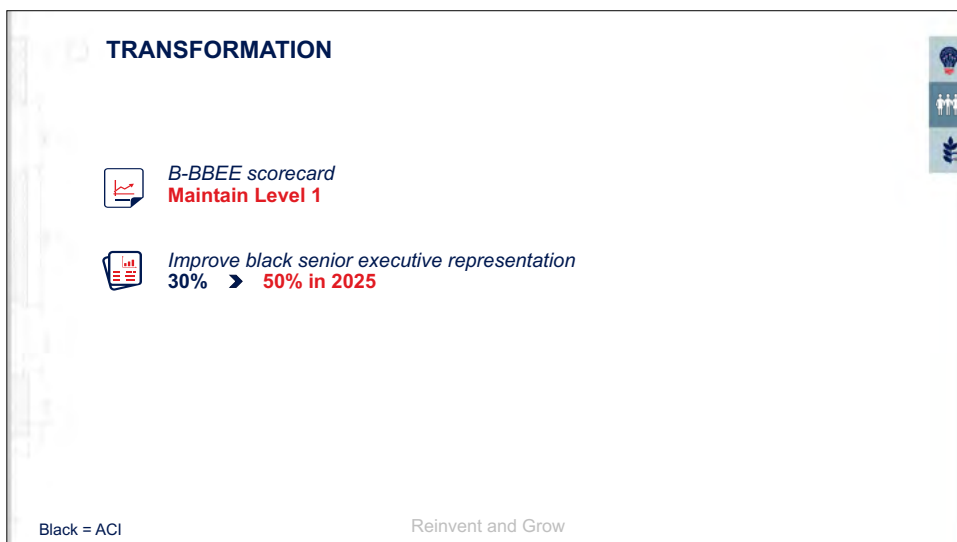 TRANSFORMATION
B-BBEE scorecard
Maintain Level 1
Improve black senior executive representation
30% 50% in 2025
Black = ACI
Reinvent and Grow